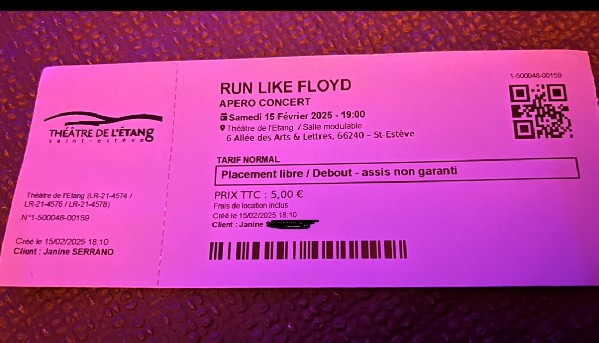 THÉÂTRE DE L'ÉTANG
saint-estève
Théâtre de l'Etang (LR-21-4574 /
LR-21-4576 / LR-21-4578)
N°1-500048-00159
Créé le 15/02/2025 18:10
Client : Janine SERRANO
RUN LIKE FLOYD
APERO CONCERT
Samedi 15 Février 2025 - 19:00
Théâtre de l'Etang / Salle modulable
6 Allée des Arts & Lettres, 66240 - St-Estève
TARIF NORMAL
Placement libre / Debout - assis non garanti
PRIX TTC : 5,00 €
Frais de location inclus
Créé le 15/02/2025 18:10
Client : Janine
1-500048-00159